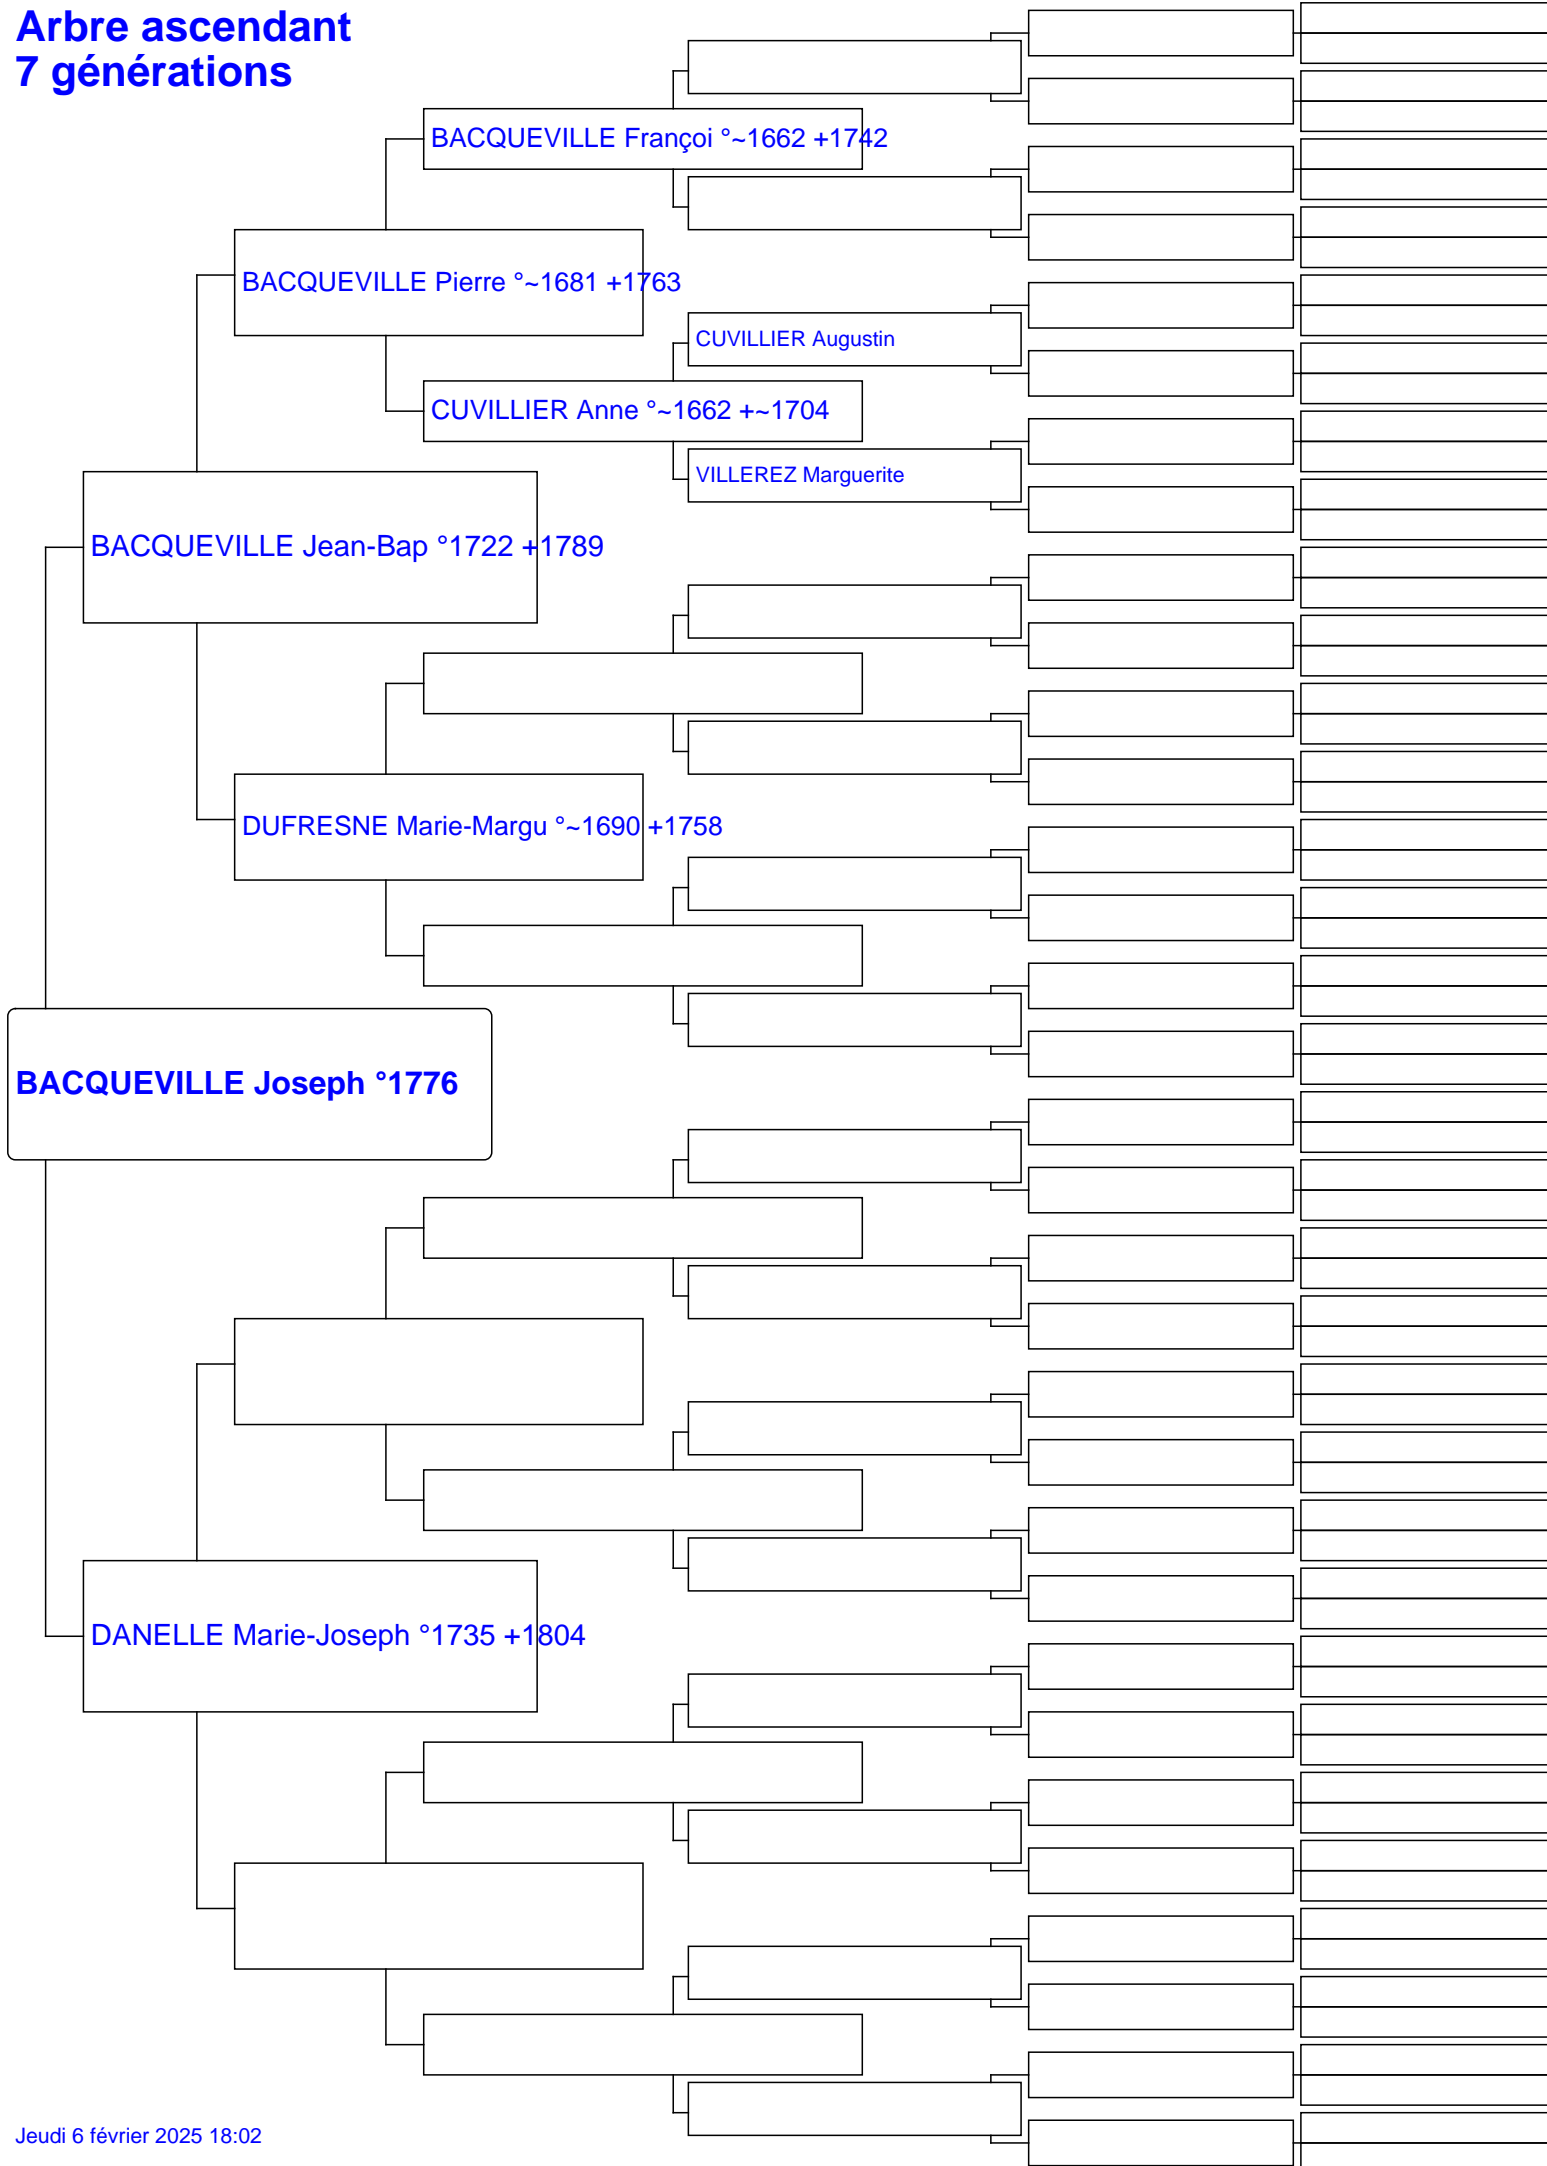 Arbre ascendant
7 générations
BACQUEVILLE Françoi °~1662 +1742
BACQUEVILLE Pierre °~1681 +1763
CUVILLIER Augustin
CUVILLIER Anne °~1662 +~1704
VILLEREZ Marguerite
BACQUEVILLE Jean-Bap °1722 +1789
DUFRESNE Marie-Margu °~1690 +1758
BACQUEVILLE Joseph °1776
DANELLE Marie-Joseph °1735 +1804
Jeudi 6 février 2025 18:02